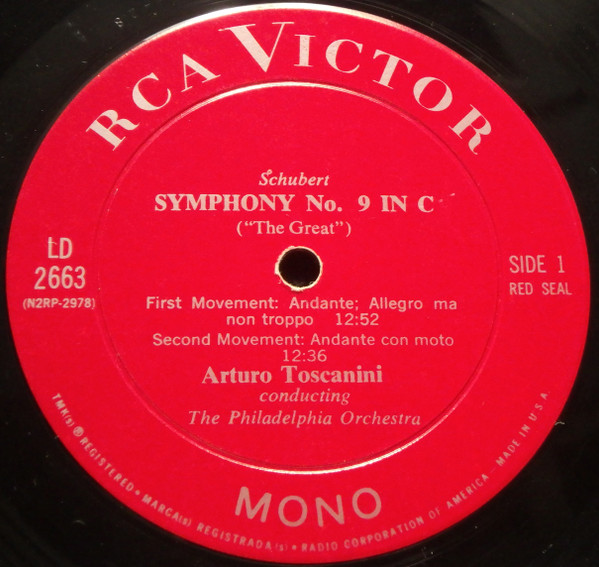 RCA VICTOR
Schubert
SYMPHONY No. 9 IN C
("The Great")
LD
2663
(N2RP-2978)
SIDE 1
RED SEAL
First Movement: Andante; Allegro ma
non troppo 12:52
Second Movement: Andante con moto
12:36
Arturo Toscanini
conducting
The Philadelphia Orchestra
MONO
TMK(s) ® REGISTERED • MARCA(s) REGISTRADA(s) • RADIO CORPORATION OF AMERICA. MADE IN U.S.A.